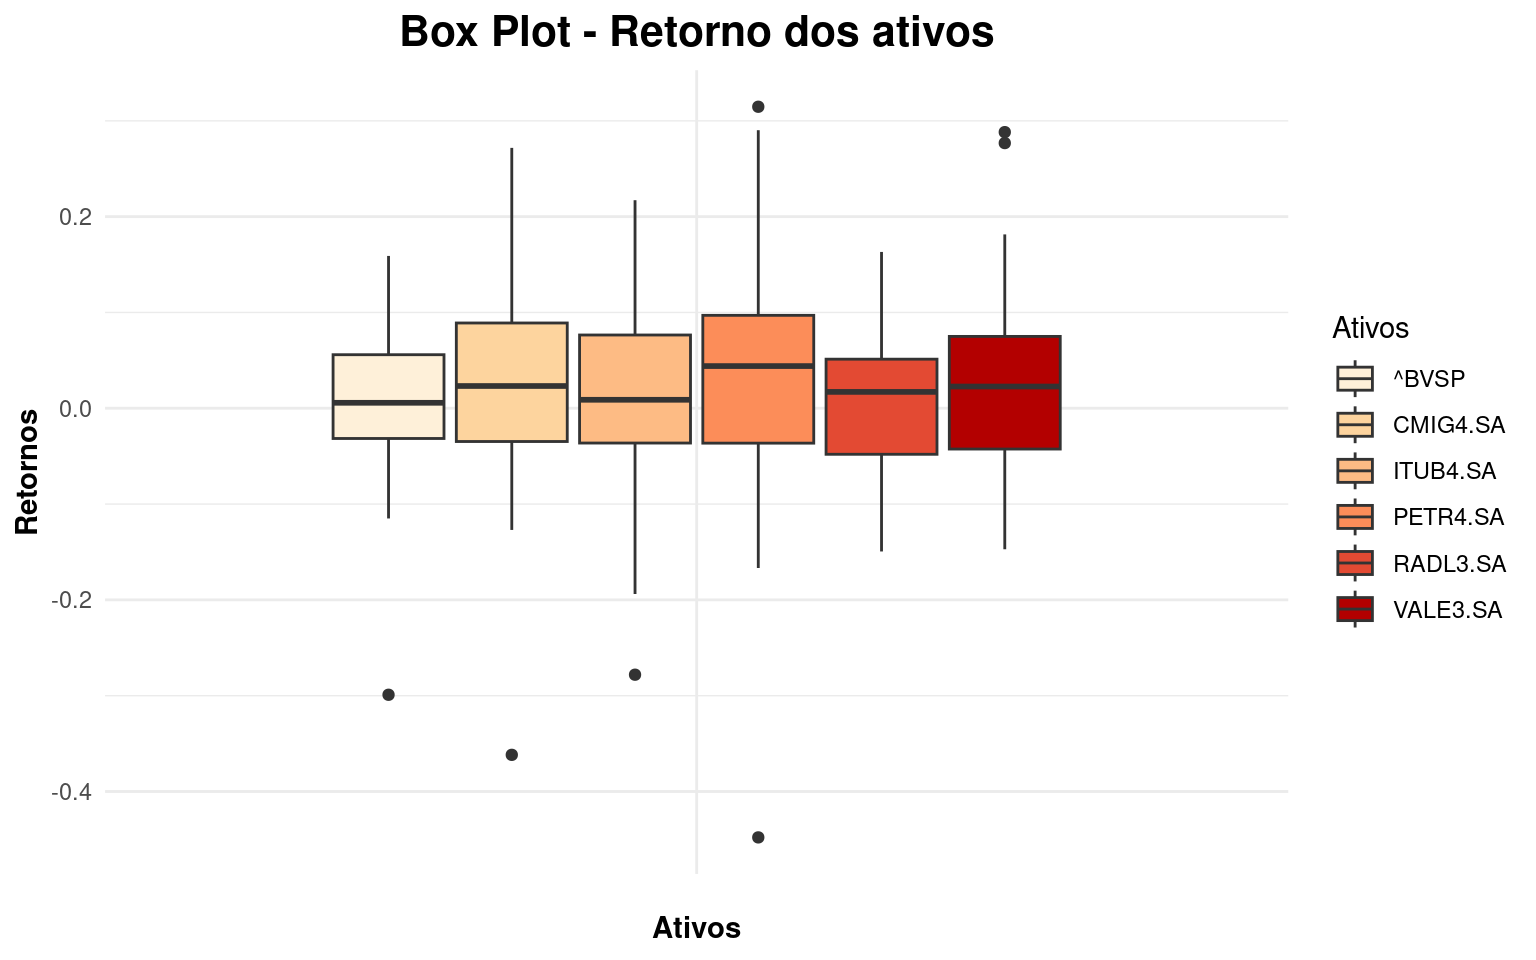 Box Plot - Retorno dos ativos
Retornos
0.2
0.0
-0.2
-0.4
Ativos
Ativos
^BVSP
CMIG4.SA
ITUB4.SA
PETR4.SA
RADL3.SA
VALE3.SA